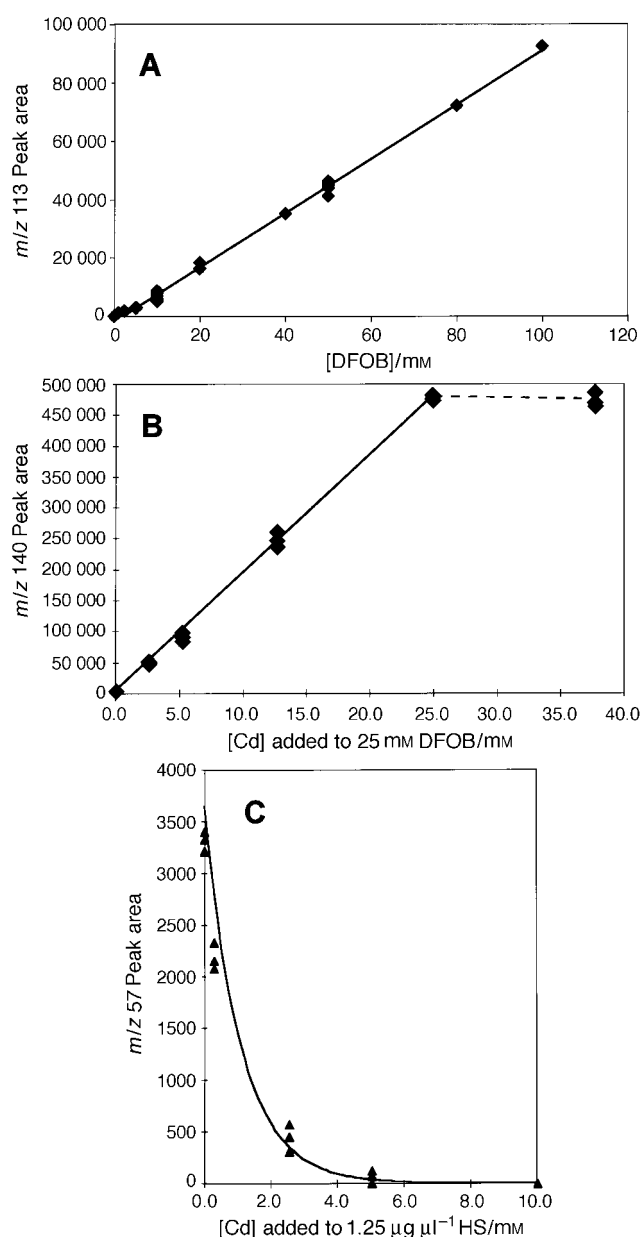 A
m/z 113 Peak area
100 000
80 000
60 000
40 000
20 000
0
0 20 40 60 80 100 120
[DFOB]/mM
B
m/z 140 Peak area
500 000
450 000
400 000
350 000
300 000
250 000
200 000
150 000
100 000
50 000
0
0.0 5.0 10.0 15.0 20.0 25.0 30.0 35.0 40.0
[Cd] added to 25 mM DFOB/mM
C
m/z 57 Peak area
4000
3500
3000
2500
2000
1500
1000
500
0
0.0 2.0 4.0 6.0 8.0 10.0
[Cd] added to 1.25 µg µl⁻¹ HS/mM